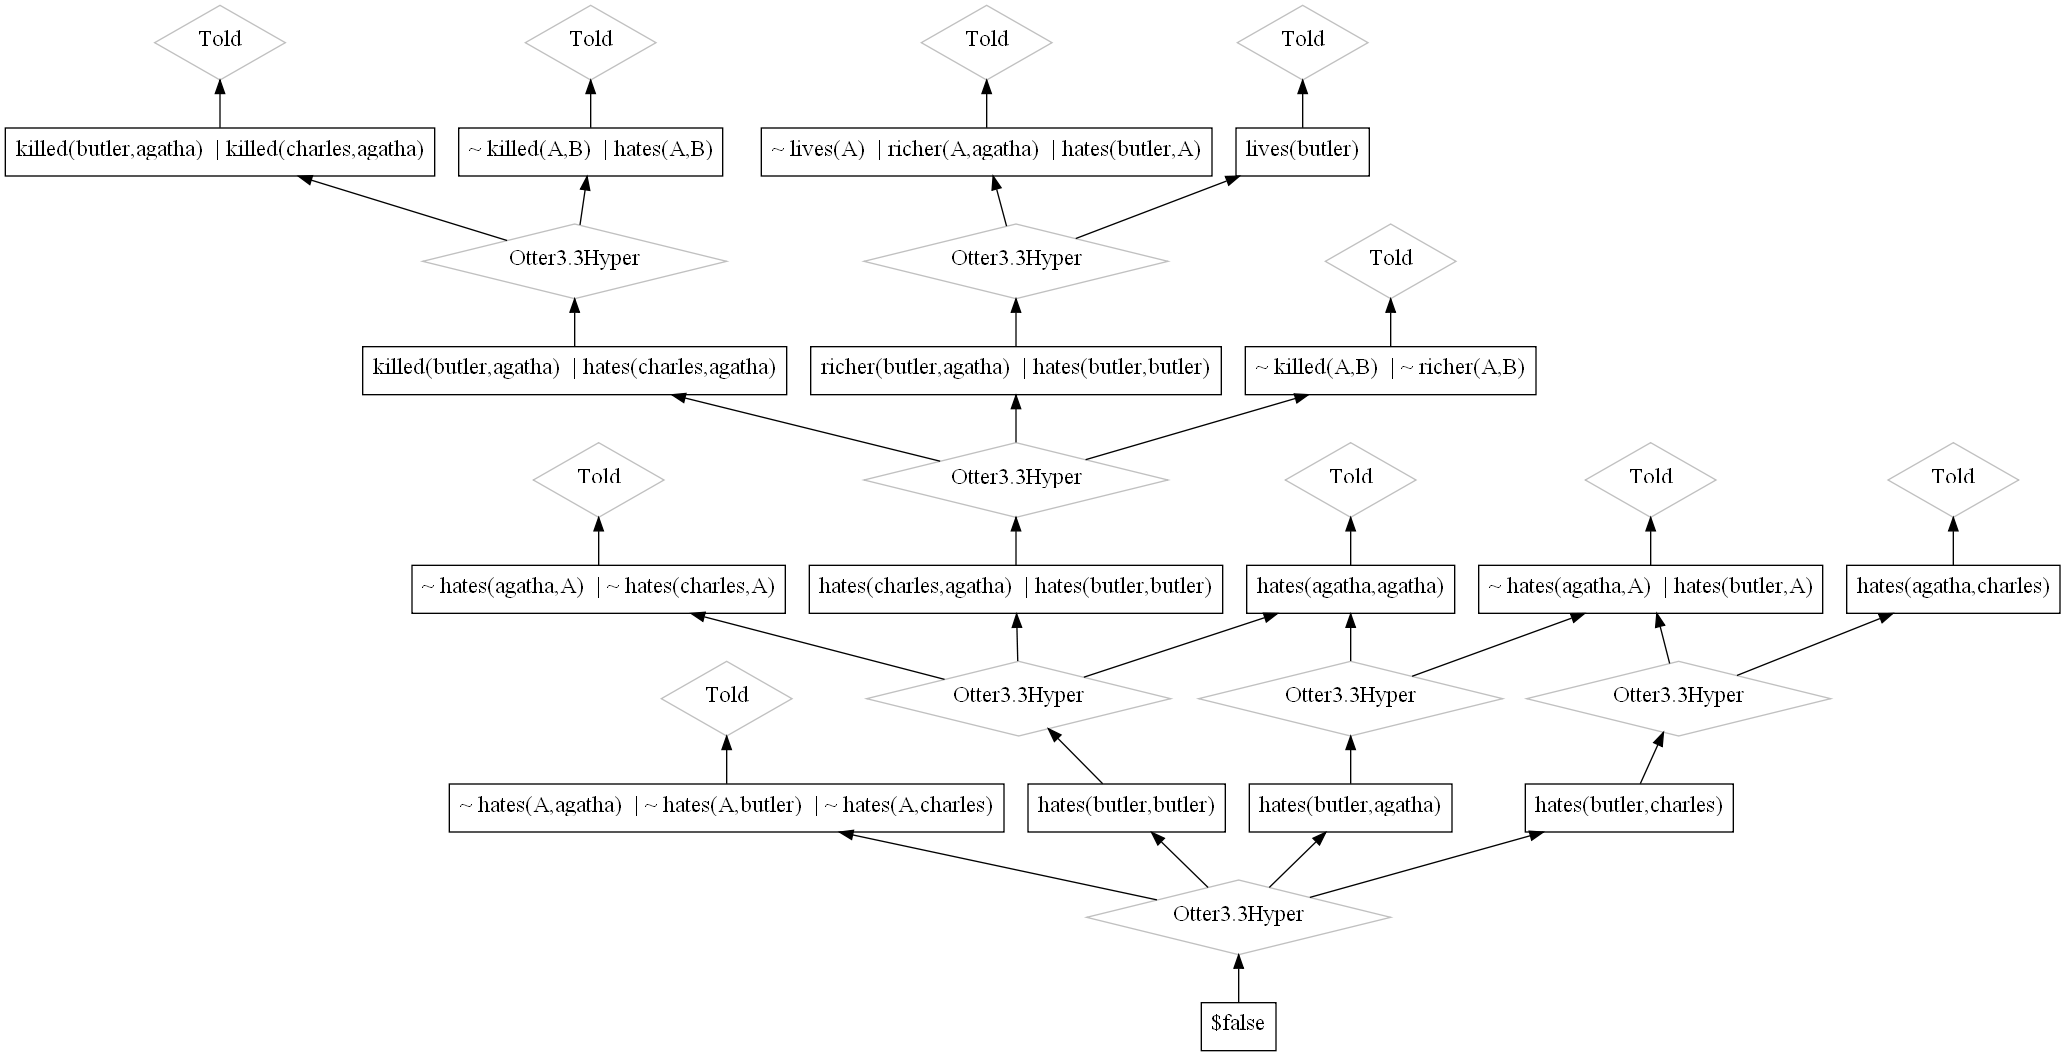 Told
Told
Told
Told
killed(butler,agatha) | killed(charles,agatha)
~ killed(A,B) | hates(A,B)
~ lives(A) | richer(A,agatha) | hates(butler,A)
lives(butler)
Otter3.3Hyper
Otter3.3Hyper
Told
killed(butler,agatha) | hates(charles,agatha)
richer(butler,agatha) | hates(butler,butler)
~ killed(A,B) | ~ richer(A,B)
Told
Otter3.3Hyper
Told
Told
Told
~ hates(agatha,A) | ~ hates(charles,A)
hates(charles,agatha) | hates(butler,butler)
hates(agatha,agatha)
~ hates(agatha,A) | hates(butler,A)
hates(agatha,charles)
Told
Otter3.3Hyper
Otter3.3Hyper
Otter3.3Hyper
~ hates(A,agatha) | ~ hates(A,butler) | ~ hates(A,charles)
hates(butler,butler)
hates(butler,agatha)
hates(butler,charles)
Otter3.3Hyper
$false